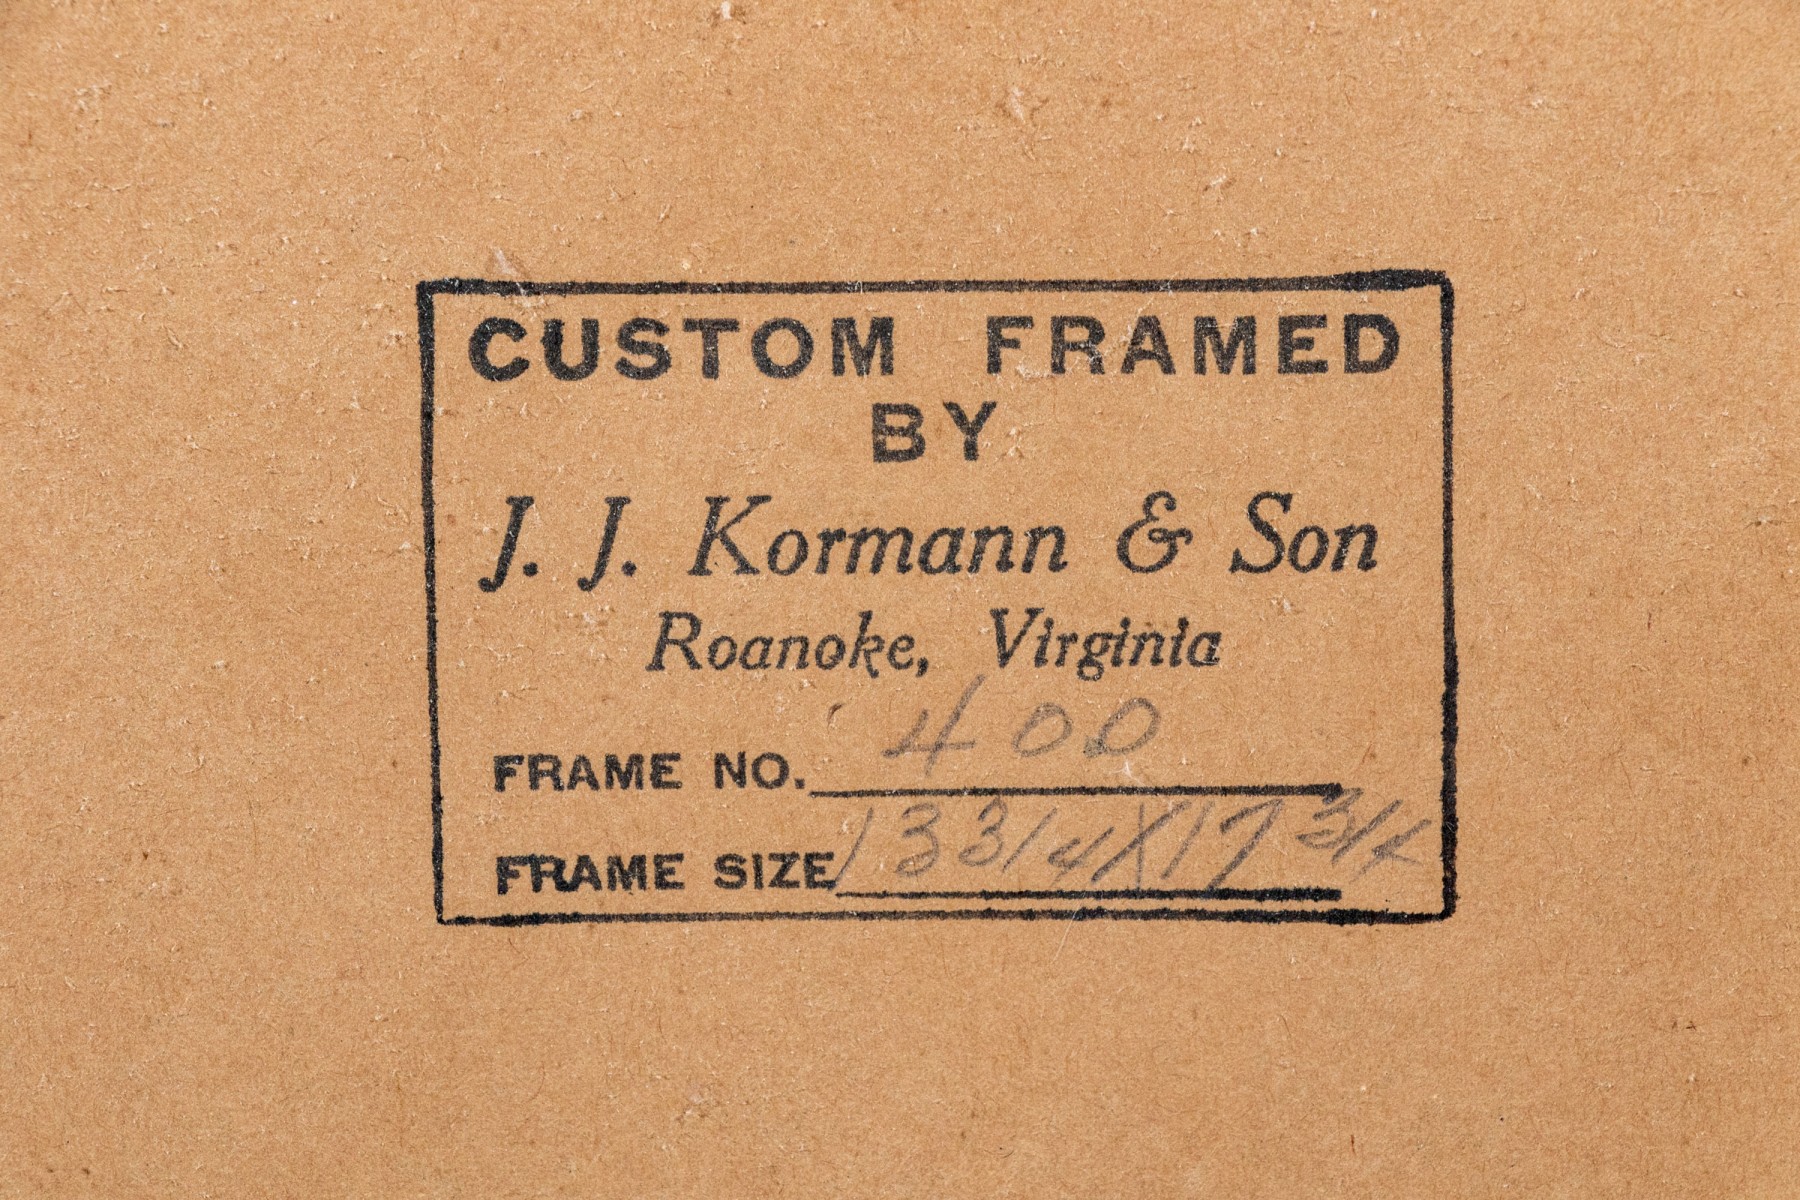 CUSTOM FRAMED
BY
J. J. Kormann & Son
Roanoke, Virginia
FRAME NO. 400
FRAME SIZE 13 3/4 X 17 3/4